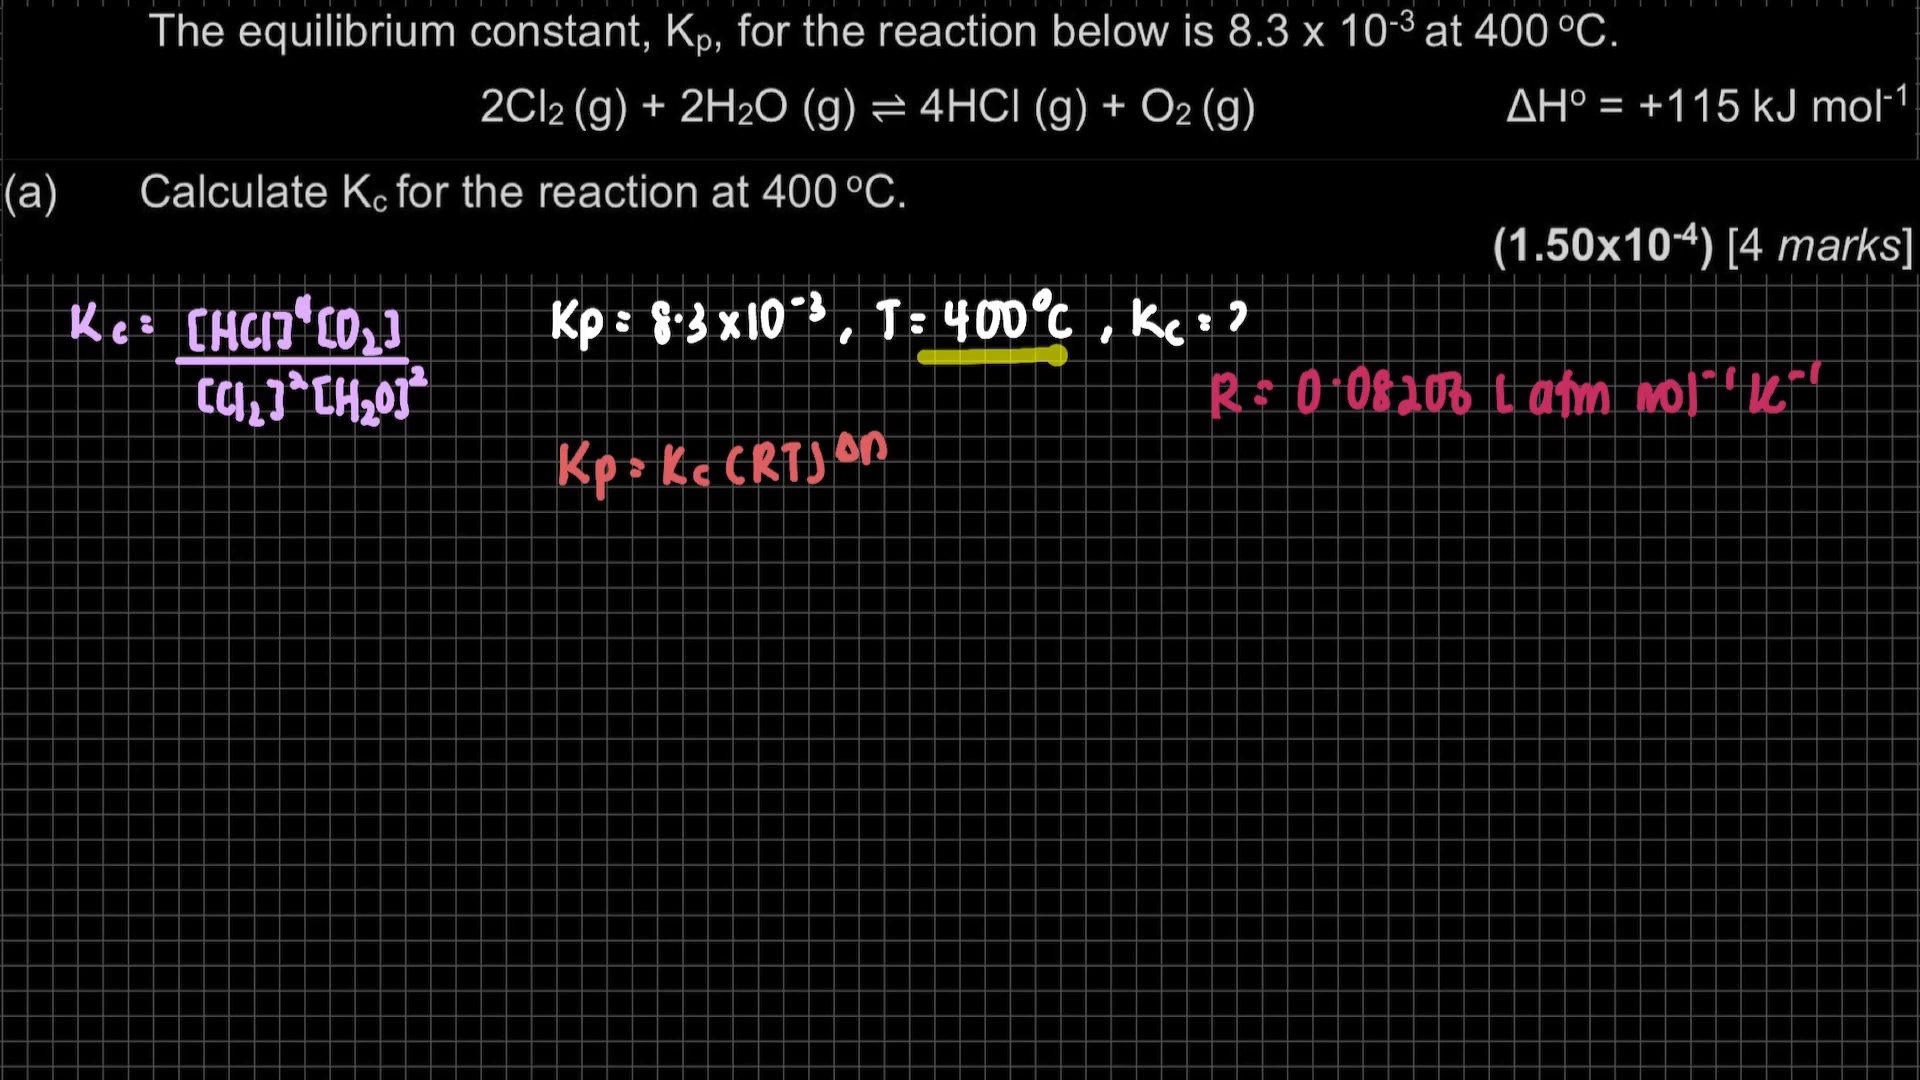 The equilibrium constant, Kp, for the reaction below is 8.3 x 10⁻³ at 400 ºC.
2Cl₂ (g) + 2H₂O (g) ⇌ 4HCl (g) + O₂ (g) ΔHº = +115 kJ mol⁻¹
(a) Calculate Kc for the reaction at 400 ºC.
(1.50x10⁻⁴) [4 marks]
Kc = [HCl]⁴[O₂]
[Cl₂]²[H₂O]²
Kp = 8.3 x 10⁻³, T = 400°C, Kc = ?
R = 0.08206 L atm mol⁻¹ K⁻¹
Kp = Kc (RT)^Δn